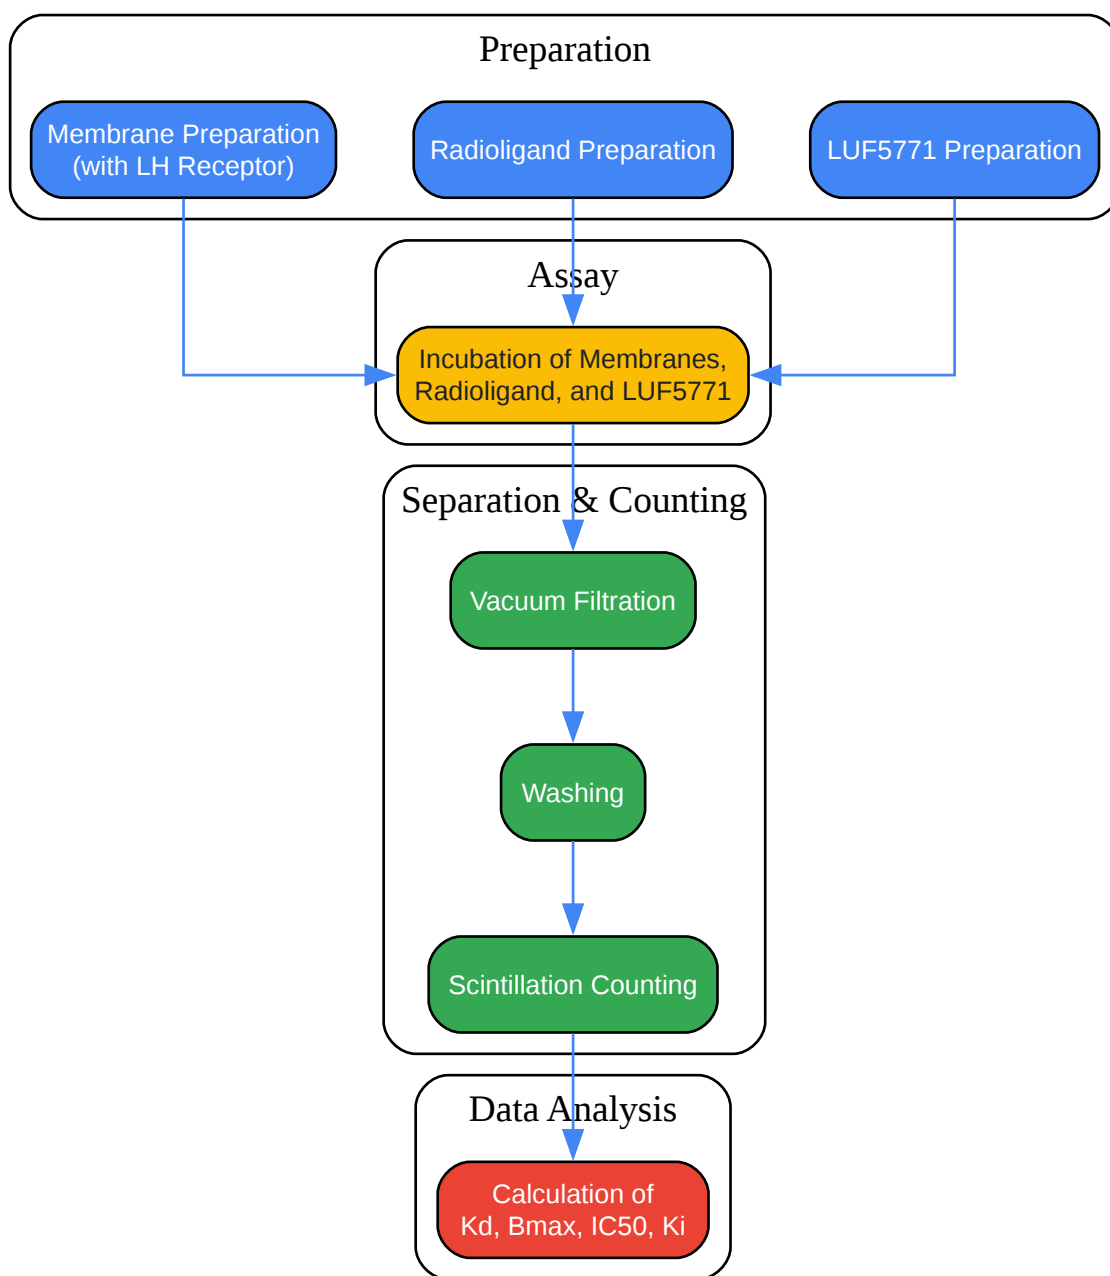 Preparation
Membrane Preparation
(with LH Receptor)
Radioligand Preparation
LUF5771 Preparation
Assay
Incubation of Membranes,
Radioligand, and LUF5771
Separation & Counting
Vacuum Filtration
Washing
Scintillation Counting
Data Analysis
Calculation of
Kd, Bmax, IC50, Ki